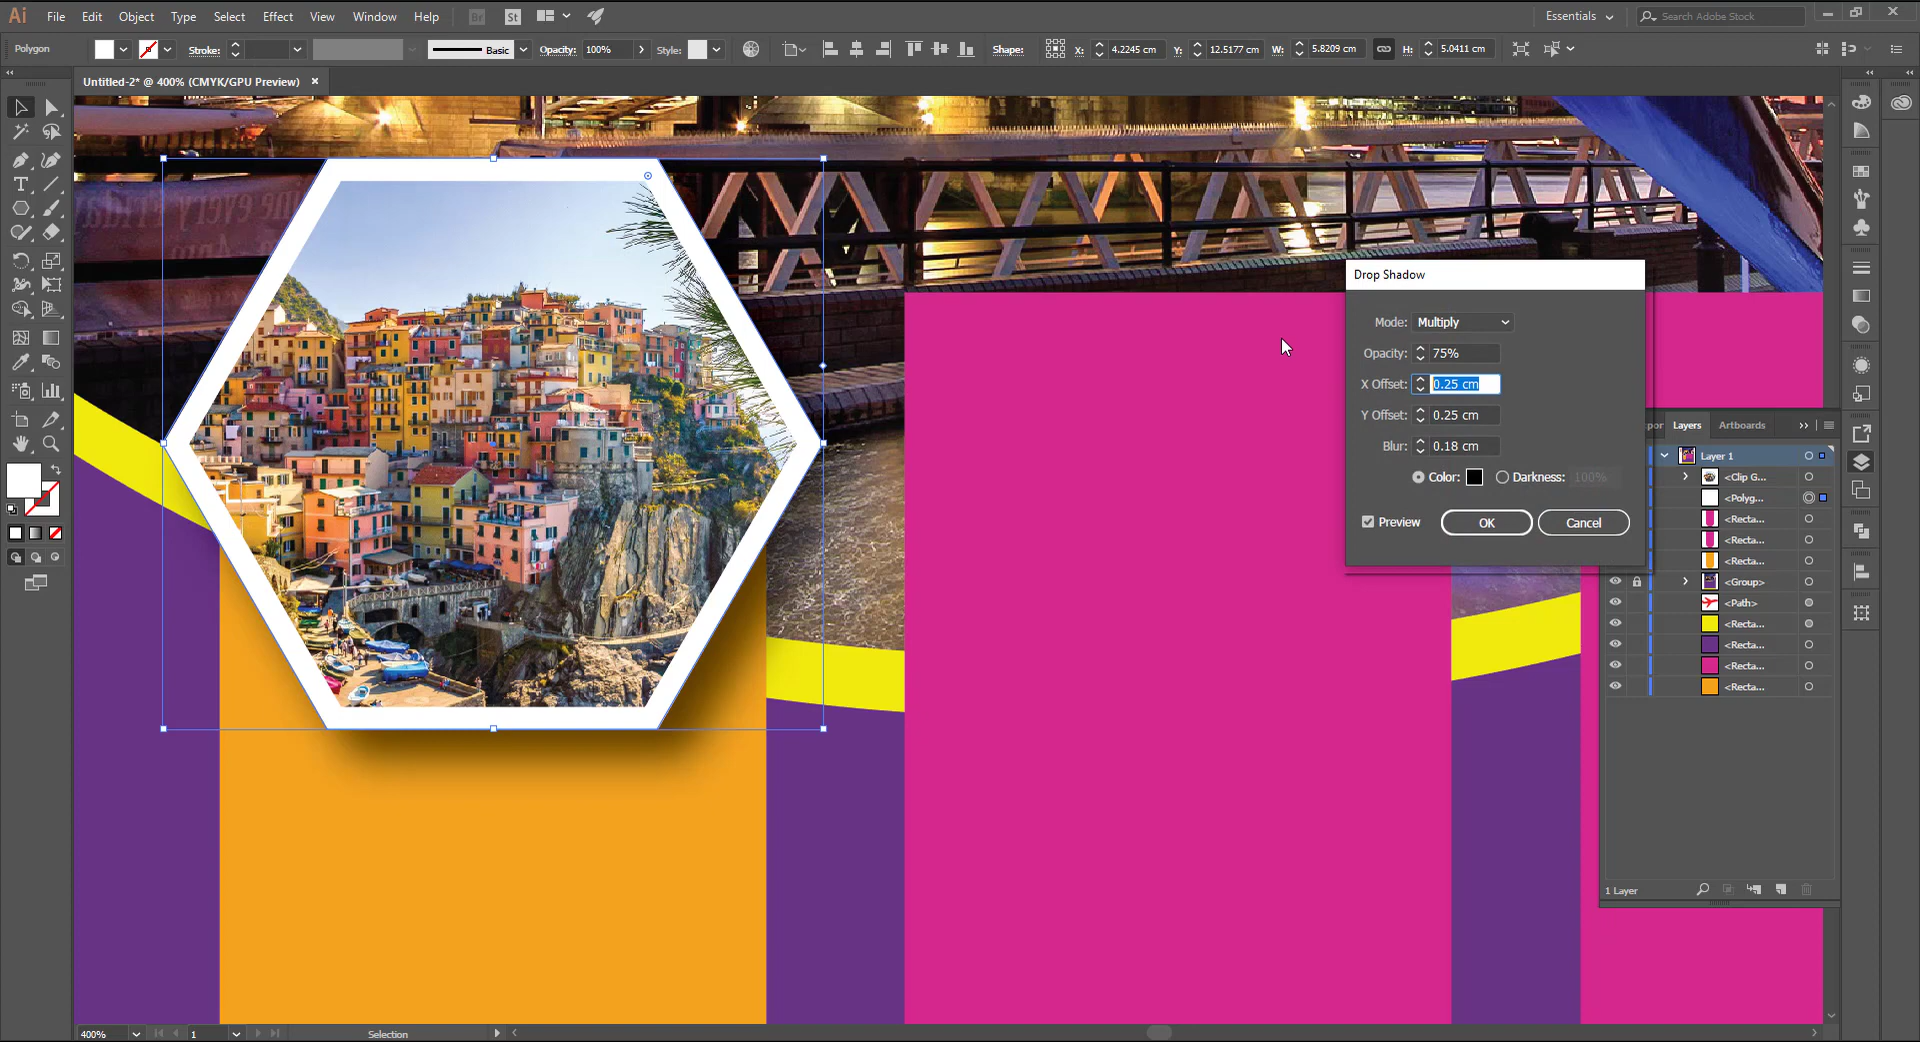 Ai File Edit Object Type Select Effect View Window Help Br St Essentials Search Adobe Stock
Polygon Stroke: Basic Opacity: 100% Style: Shape: X: 4.2245 cm Y: 12.5177 cm W: 5.8209 cm H: 5.0411 cm
Untitled-2* @ 400% (CMYK/GPU Preview)
Drop Shadow
Mode: Multiply
Opacity: 75%
X Offset: 0.25 cm
Y Offset: 0.25 cm
Blur: 0.18 cm
Color: Darkness: 100%
Preview OK Cancel
por Layers Artboards
Layer 1
<Clip G...
<Polyg...
<Recta...
<Recta...
<Recta...
<Group>
<Path>
<Recta...
<Recta...
<Recta...
<Recta...
1 Layer
400% 1 Selection